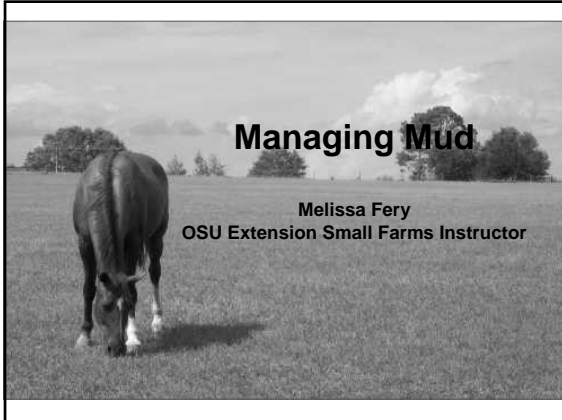 Managing Mud
Melissa Fery
OSU Extension Small Farms Instructor